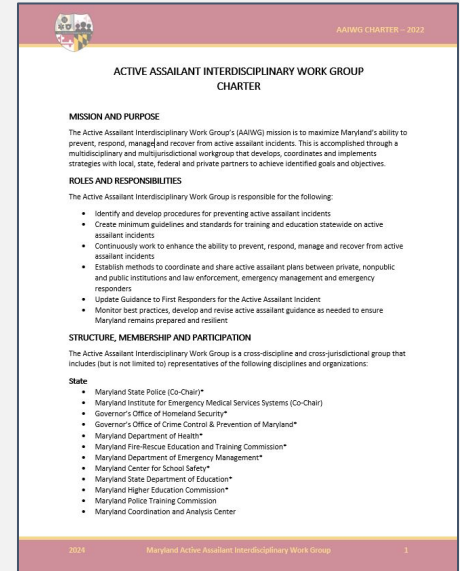 AAIWG CHARTER – 2022
ACTIVE ASSAILANT INTERDISCIPLINARY WORK GROUP
CHARTER
MISSION AND PURPOSE
The Active Assailant Interdisciplinary Work Group's (AAIWG) mission is to maximize Maryland's ability to
prevent, respond, manage and recover from active assailant incidents. This is accomplished through a
multidisciplinary and multijurisdictional workgroup that develops, coordinates and implements
strategies with local, state, federal and private partners to achieve identified goals and objectives.
ROLES AND RESPONSIBILITIES
The Active Assailant Interdisciplinary Work Group is responsible for the following:
• Identify and develop procedures for preventing active assailant incidents
• Create minimum guidelines and standards for training and education statewide on active
assailant incidents
• Continuously work to enhance the ability to prevent, respond, manage and recover from active
assailant incidents
• Establish methods to coordinate and share active assailant plans between private, nonpublic
and public institutions and law enforcement, emergency management and emergency
responders
• Update Guidance to First Responders for the Active Assailant Incident
• Monitor best practices, develop and revise active assailant guidance as needed to ensure
Maryland remains prepared and resilient
STRUCTURE, MEMBERSHIP AND PARTICIPATION
The Active Assailant Interdisciplinary Work Group is a cross-discipline and cross-jurisdictional group that
includes (but is not limited to) representatives of the following disciplines and organizations:
State
• Maryland State Police (Co-Chair)*
• Maryland Institute for Emergency Medical Services Systems (Co-Chair)
• Governor's Office of Homeland Security*
• Governor's Office of Crime Control & Prevention of Maryland*
• Maryland Department of Health*
• Maryland Fire-Rescue Education and Training Commission*
• Maryland Department of Emergency Management*
• Maryland Center for School Safety*
• Maryland State Department of Education*
• Maryland Higher Education Commission*
• Maryland Police Training Commission
• Maryland Coordination and Analysis Center
2024 Maryland Active Assailant Interdisciplinary Work Group 1